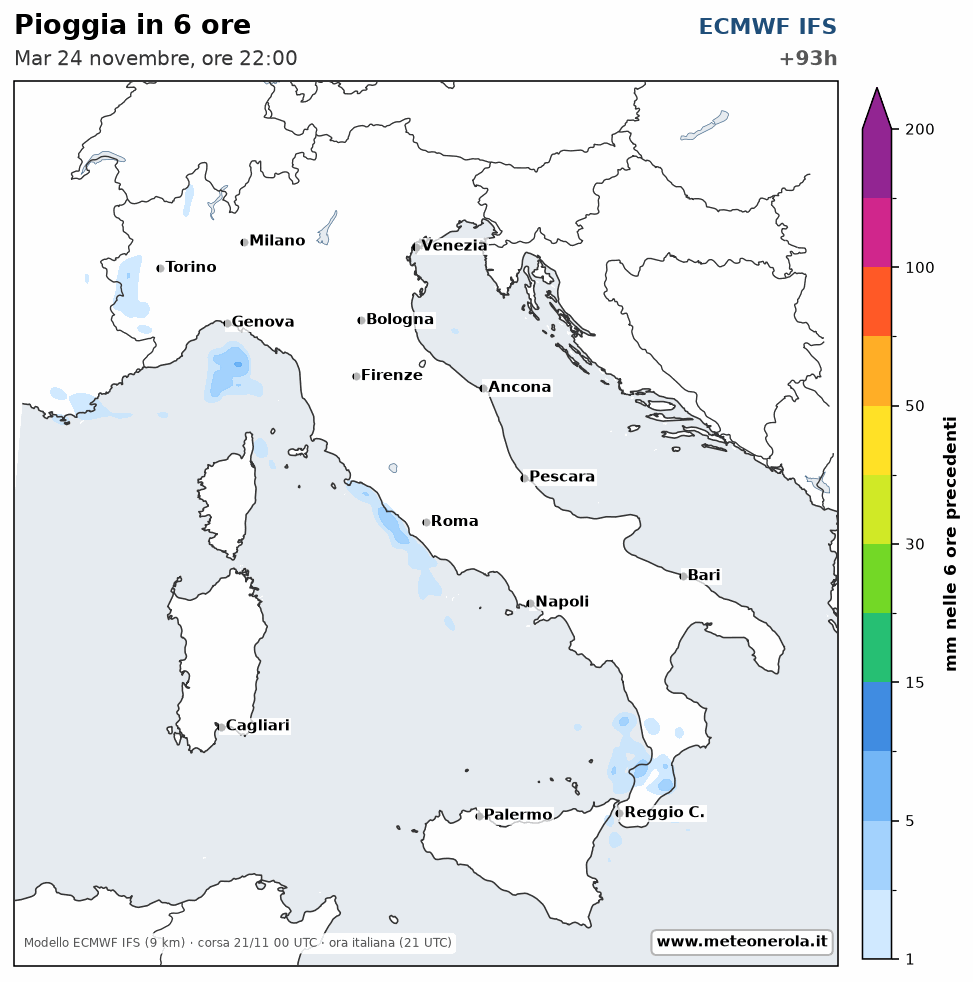 Pioggia in 6 ore
ECMWF IFS
Mar 24 novembre, ore 22:00
+93h
200
100
50
30
15
5
1
mm nelle 6 ore precedenti
Milano
Venezia
Torino
Genova
Bologna
Firenze
Ancona
Pescara
Roma
Bari
Napoli
Cagliari
Palermo
Reggio C.
Modello ECMWF IFS (9 km) · corsa 21/11 00 UTC · ora italiana (21 UTC)
www.meteonerola.it